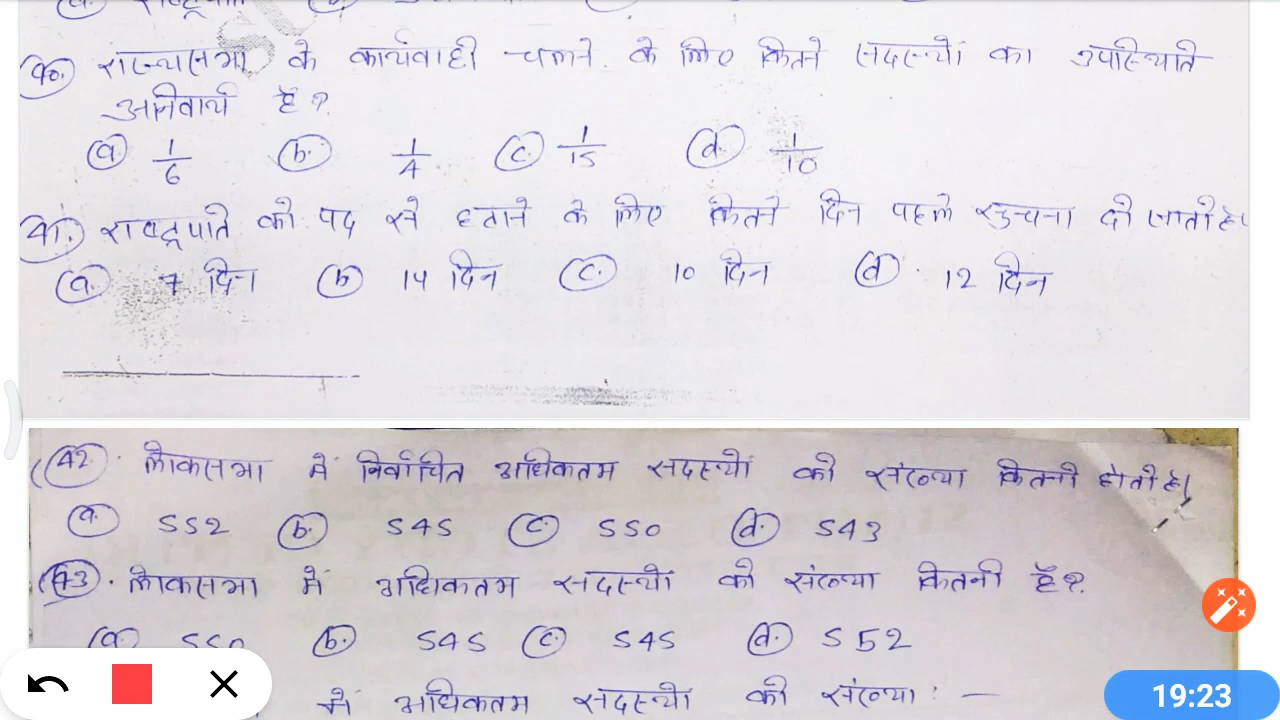 40. राज्यसभा के कार्यवाही चलने के लिए कितने सदस्यों का उपस्थिति
अनिवार्य हैं?
(a) 1/6 (b) 1/4 (c) 1/15 (d) 1/10
41. राष्ट्रपति को पद से हटाने के लिए कितने दिन पहले सुचना दी जाती है।
(a) 7 दिन (b) 14 दिन (c) 10 दिन (d) 12 दिन
(42. लोकसभा में निर्वाचित अधिकतम सदस्यों की संख्या कितनी होती है।
(a) 552 (b) 545 (c) 550 (d) 543
(43. लोकसभा में अधिकतम सदस्यों की संख्या कितनी हैं?
(a) 550 (b) 545 (c) 545 (d) 552
में अधिकतम सदस्यों की संख्या: —
19:23